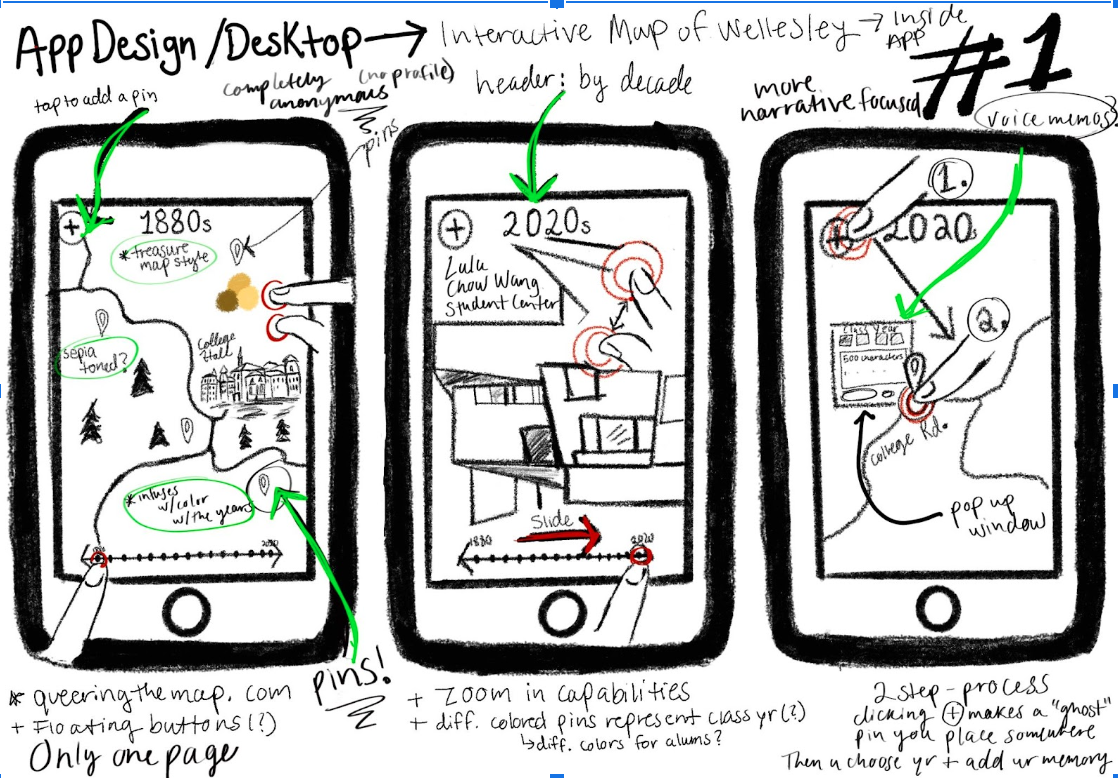 App Design / Desktop → Interactive Map of Wellesley → Inside App
#1
tap to add a pin
completely anonymous (no profile)
pins
header: by decade
more narrative focused
voice memos?
+
1880s
* treasure
map style
sepia
toned?
College
Hall
* infuses
w/color
w/the years
1880
2020
+
2020s
Lulu
Chow Wang
Student Center
Slide
1880
2020
1.
+
2020
2.
Class Year
500 characters
College Rd.
pop up
window
pins!
* queeringthemap.com
+ Floating buttons(?)
Only one page
+ Zoom in capabilities
+ diff. colored pins represent class yr(?)
↳ diff. colors for alums?
2 step-process
clicking + makes a "ghost"
pin you place somewhere
Then u choose yr + add ur memory